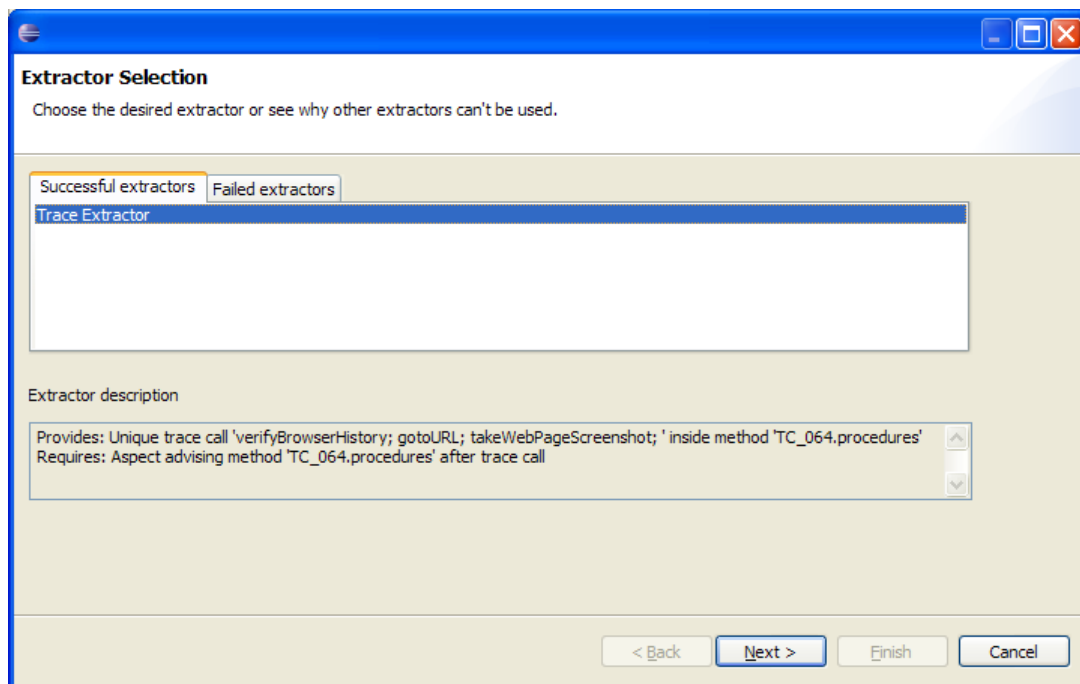 Extractor Selection
Choose the desired extractor or see why other extractors can't be used.
Successful extractors Failed extractors
Trace Extractor
Extractor description
Provides: Unique trace call 'verifyBrowserHistory; gotoURL; takeWebPageScreenshot; ' inside method 'TC_064.procedures'
Requires: Aspect advising method 'TC_064.procedures' after trace call
< Back Next > Finish Cancel